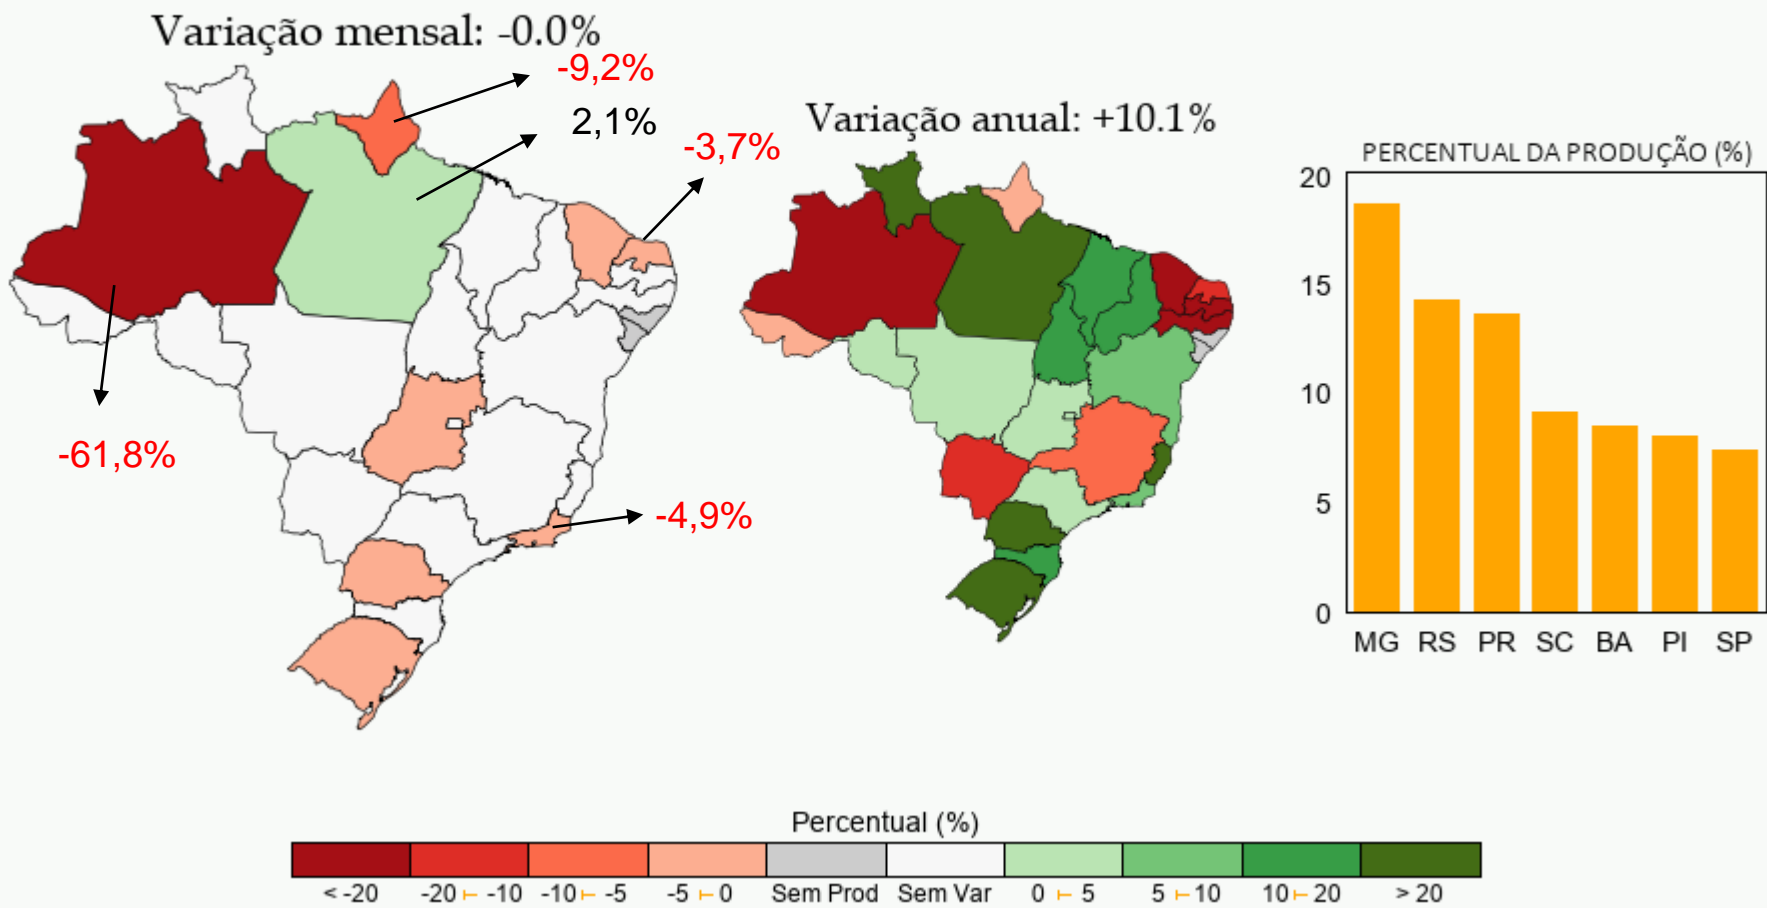 Variação mensal: -0.0%
-9,2%
2,1%
-3,7%
-61,8%
-4,9%
Variação anual: +10.1%
PERCENTUAL DA PRODUÇÃO (%)
20
15
10
5
0
MG RS PR SC BA PI SP
Percentual (%)
< -20 -20 ⊢ -10 -10 ⊢ -5 -5 ⊢ 0 Sem Prod Sem Var 0 ⊢ 5 5 ⊢ 10 10 ⊢ 20 > 20